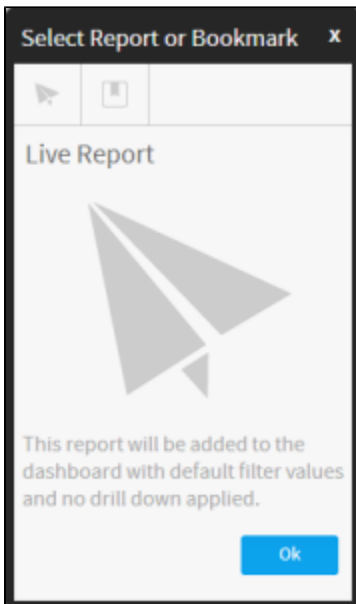 Select Report or Bookmark x
Live Report
This report will be added to the
dashboard with default filter values
and no drill down applied.
Ok